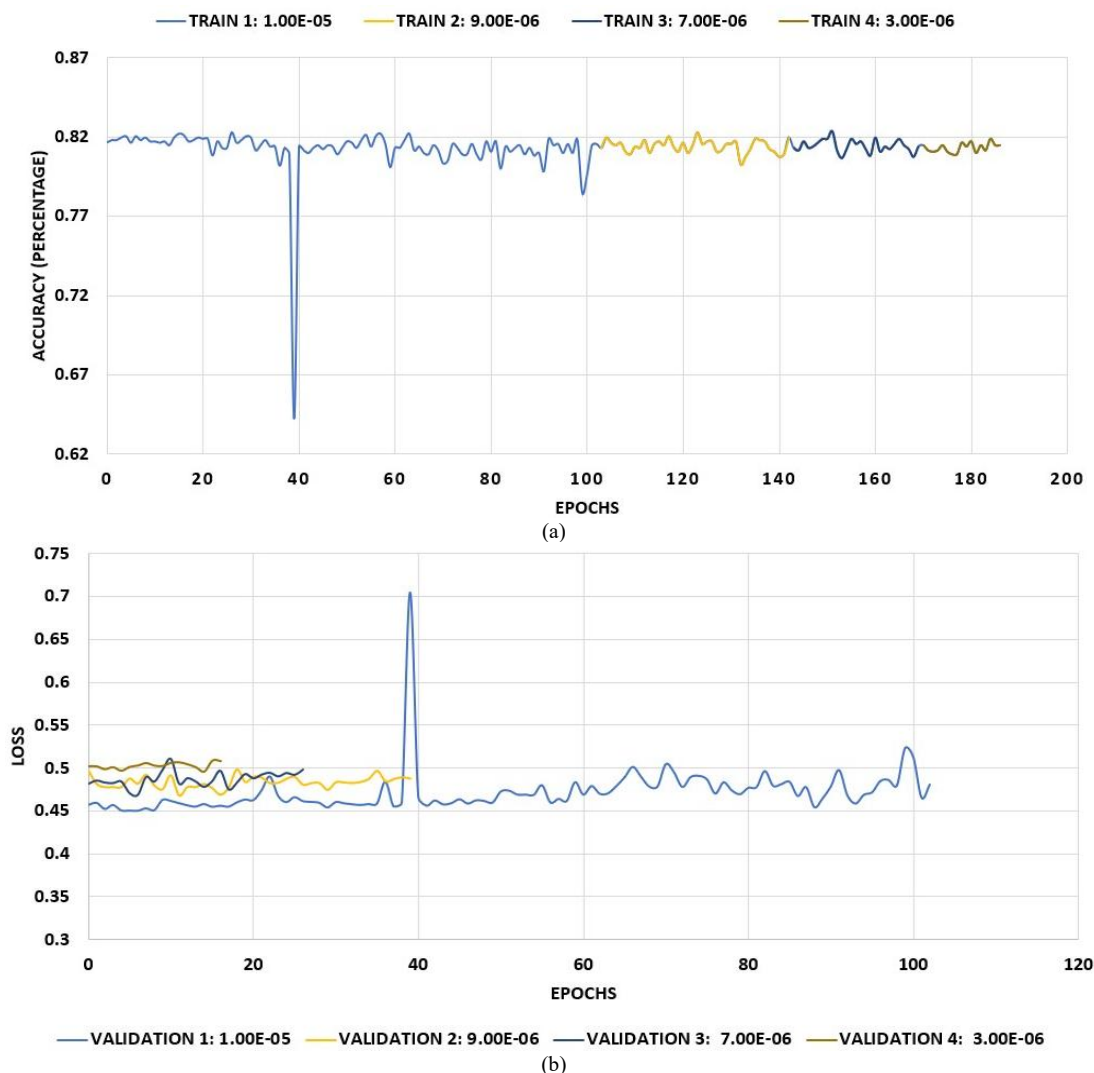 TRAIN 1: 1.00E-05 TRAIN 2: 9.00E-06 TRAIN 3: 7.00E-06 TRAIN 4: 3.00E-06
0.87
0.82
0.77
0.72
0.67
0.62
ACCURACY (PERCENTAGE)
0 20 40 60 80 100 120 140 160 180 200
EPOCHS
(a)
0.75
0.7
0.65
0.6
0.55
0.5
0.45
0.4
0.35
0.3
LOSS
0 20 40 60 80 100 120
EPOCHS
VALIDATION 1: 1.00E-05 VALIDATION 2: 9.00E-06 VALIDATION 3: 7.00E-06 VALIDATION 4: 3.00E-06
(b)